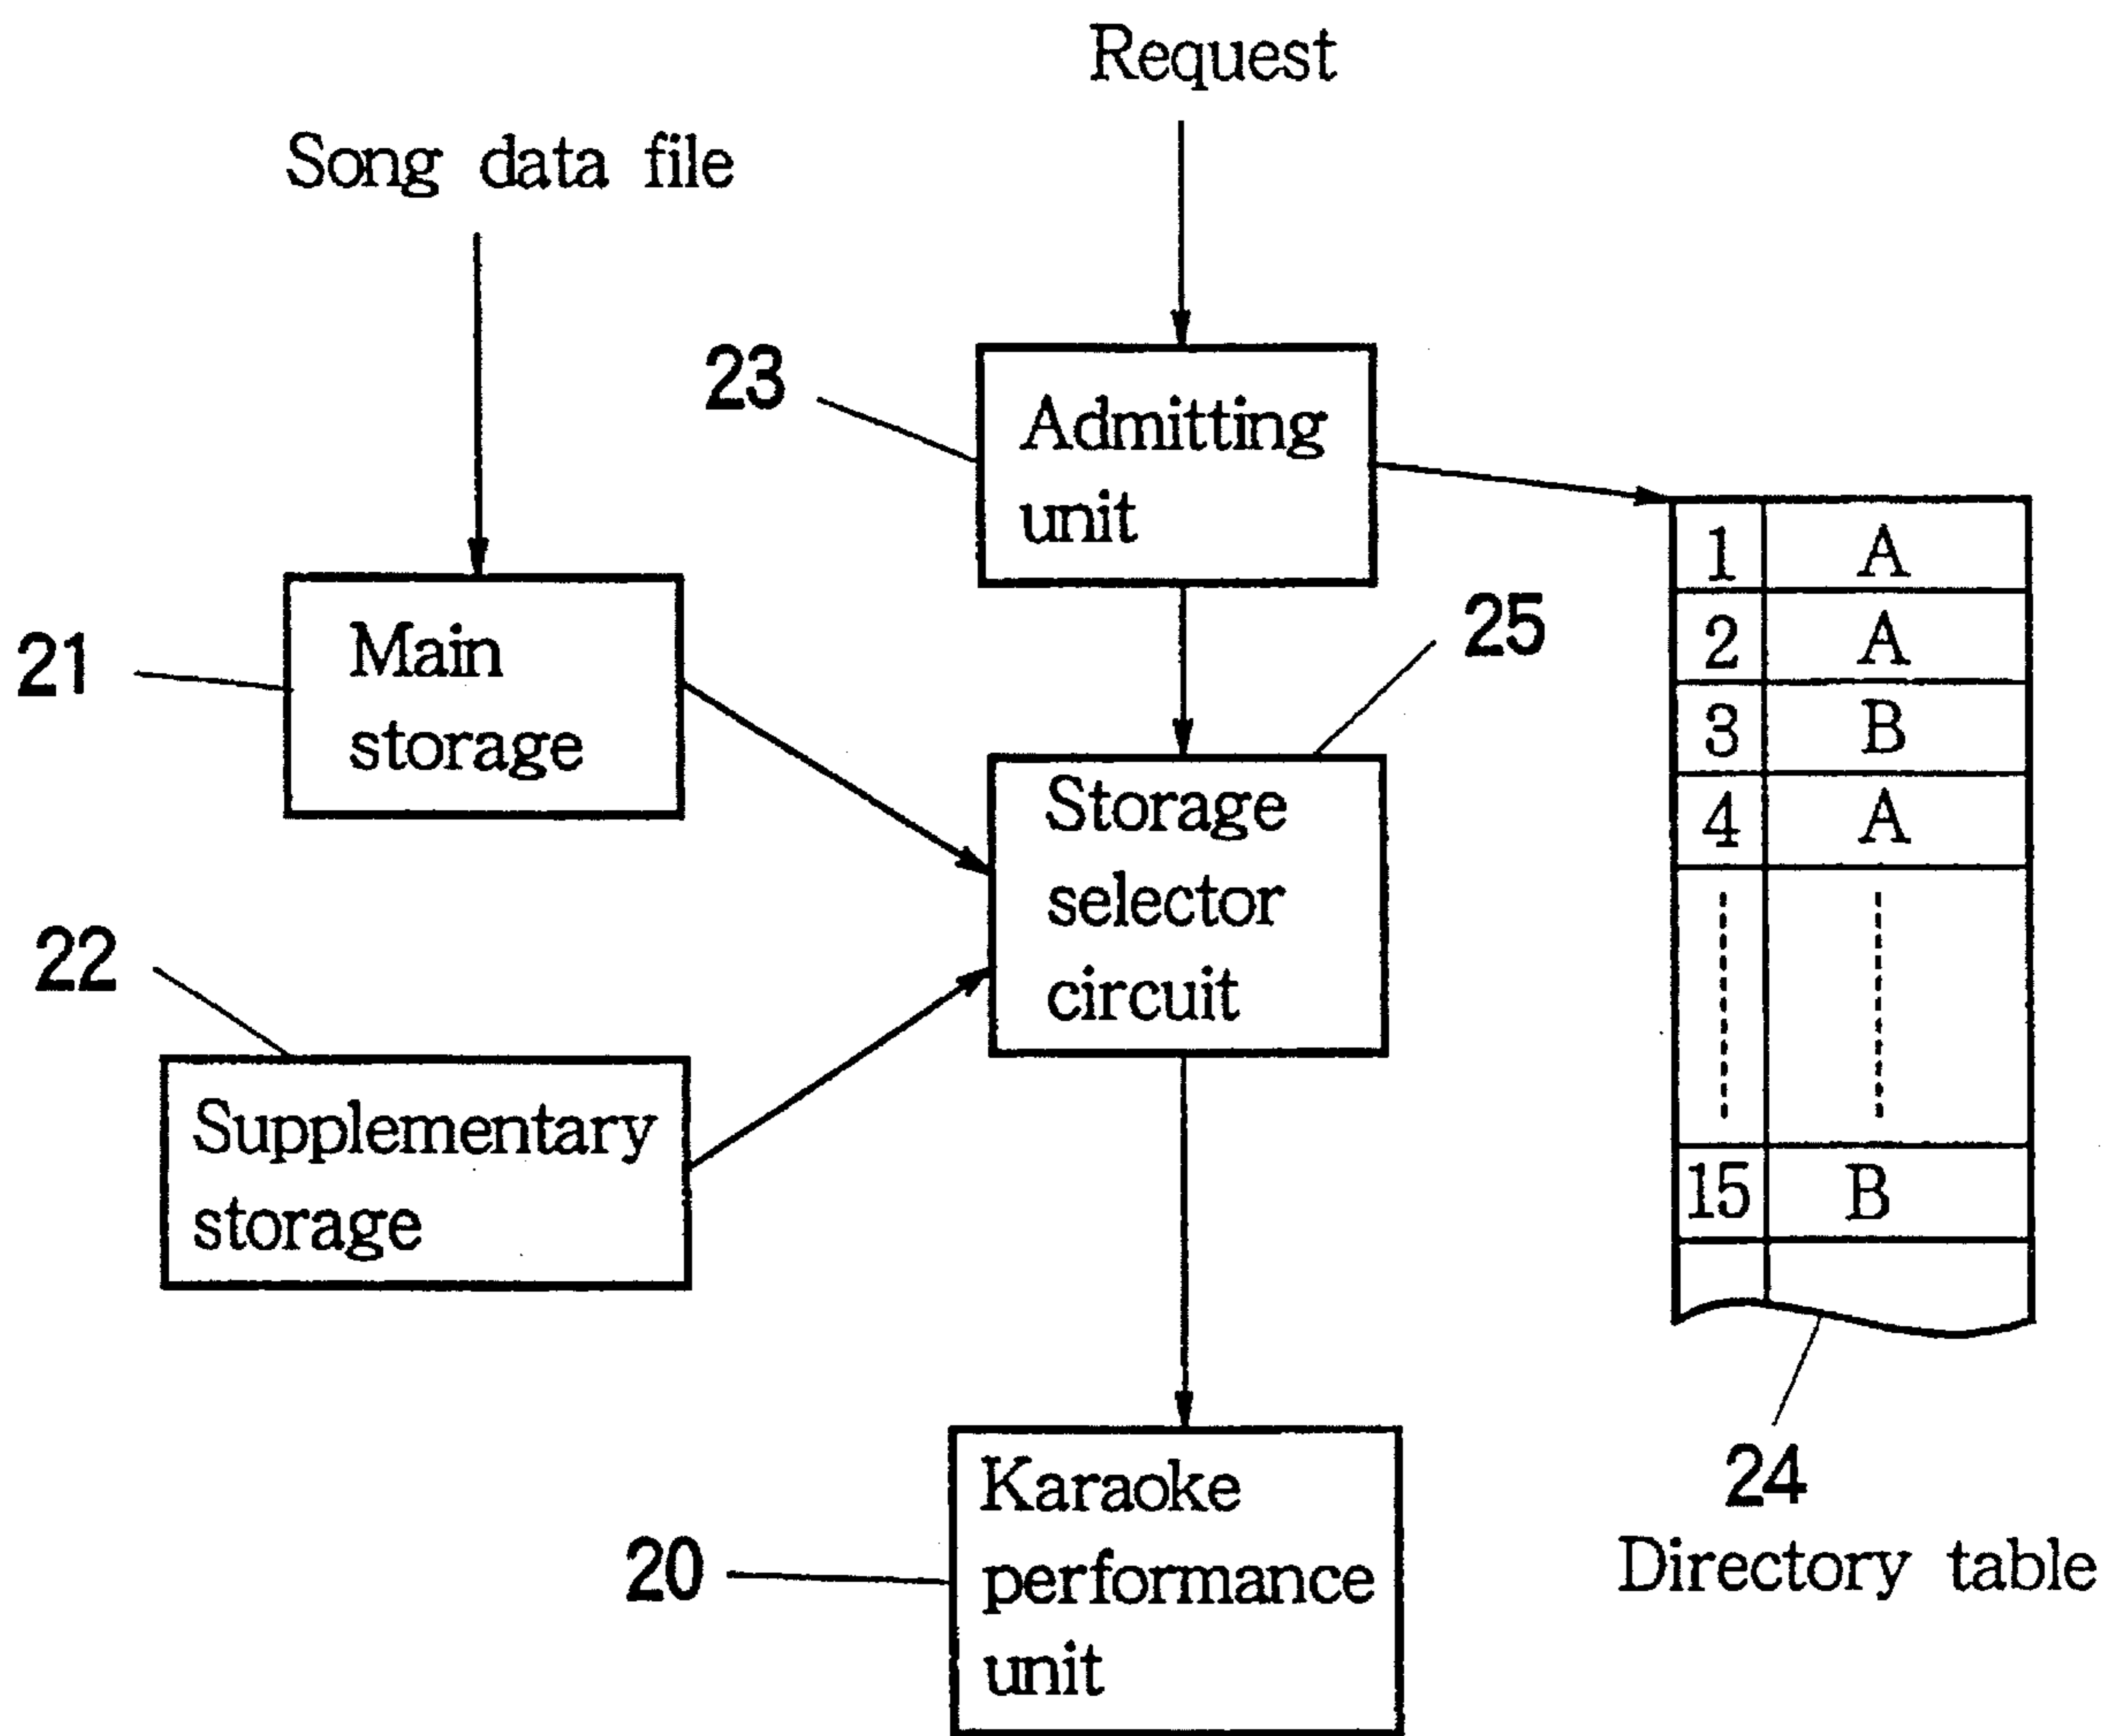 Request
Song data file
23
Admitting
unit
1 A
2 A
3 B
4 A
15 B
25
21
Main
storage
Storage
selector
circuit
22
Supplementary
storage
24
Directory table
20
Karaoke
performance
unit